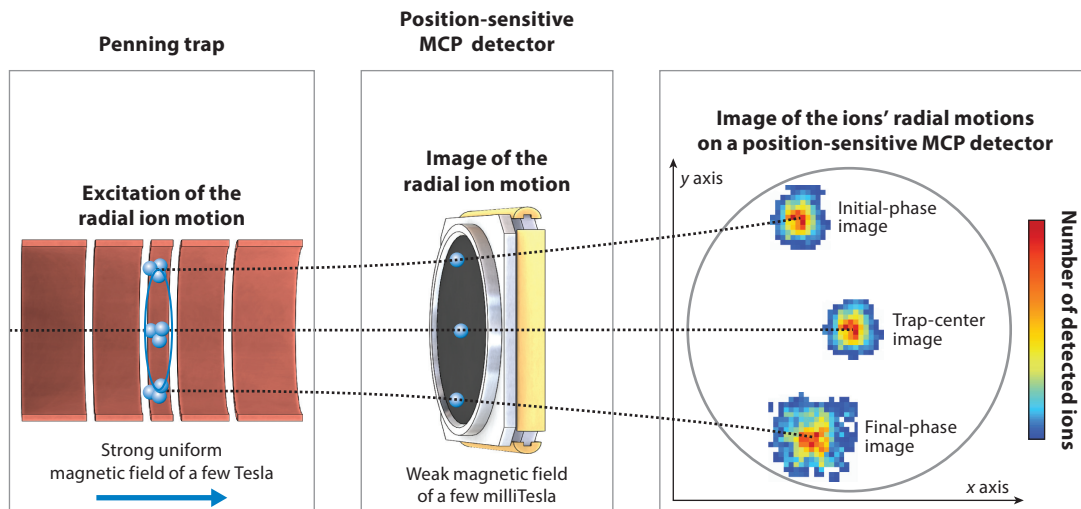 Penning trap
Position-sensitive
MCP detector
Excitation of the
radial ion motion
Strong uniform
magnetic field of a few Tesla
Image of the
radial ion motion
Weak magnetic field
of a few milliTesla
Image of the ions’ radial motions
on a position-sensitive MCP detector
y axis
Initial-phase
image
Trap-center
image
Final-phase
image
x axis
Number of detected ions